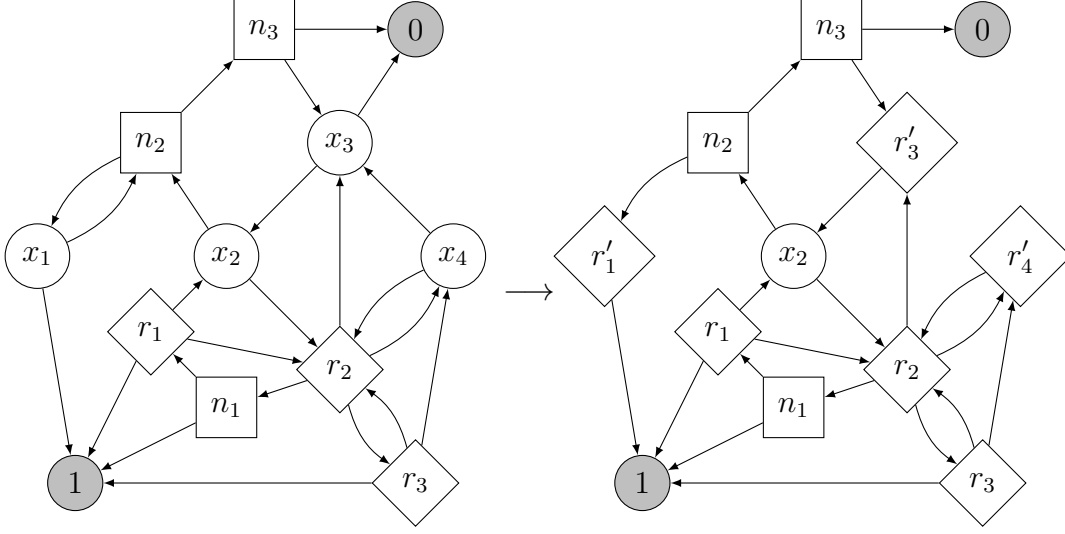 n₃ 0 n₃ 0
n₂ x₃ n₂ r′₃
x₁ x₂ x₄ ⟶ r′₁ x₂ r′₄
r₁ r₂ r₁ r₂
n₁ n₁
1 r₃ 1 r₃